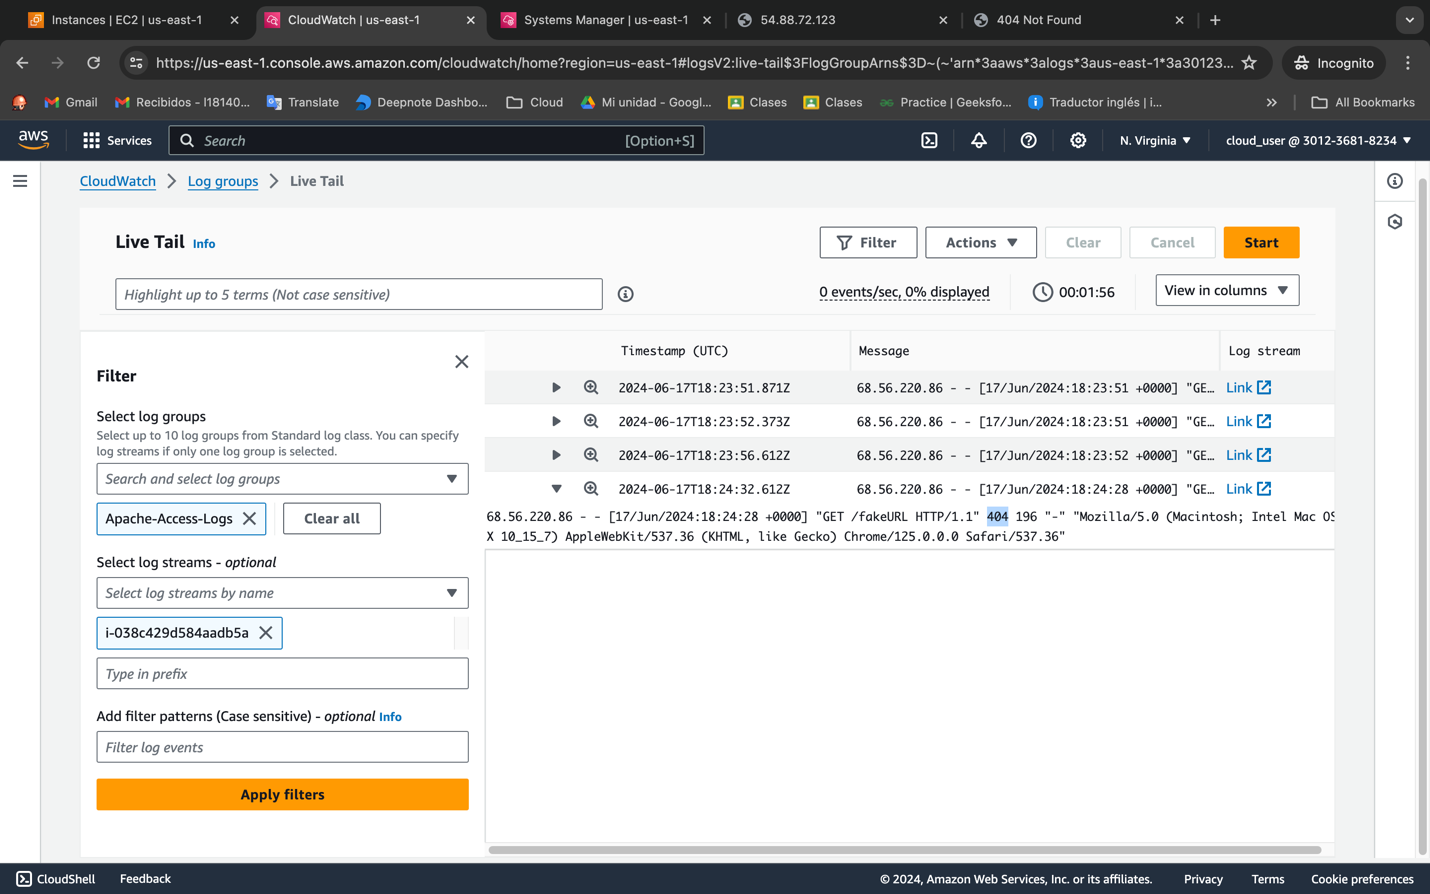 Instances | EC2 | us-east-1
CloudWatch | us-east-1
Systems Manager | us-east-1
54.88.72.123
404 Not Found
https://us-east-1.console.aws.amazon.com/cloudwatch/home?region=us-east-1#logsV2:live-tail$3FlogGroupArns$3D~(~'arn*3aaws*3alogs*3aus-east-1*3a30123...
Incognito
Gmail
Recibidos - l18140...
Translate
Deepnote Dashbo...
Cloud
Mi unidad - Googl...
Clases
Clases
Practice | Geeksfo...
Traductor inglés | i...
All Bookmarks
aws
Services
Search
[Option+S]
N. Virginia
cloud_user @ 3012-3681-8234
CloudWatch
Log groups
Live Tail
Live Tail Info
Filter
Actions
Clear
Cancel
Start
Highlight up to 5 terms (Not case sensitive)
0 events/sec, 0% displayed
00:01:56
View in columns
Filter
Select log groups
Select up to 10 log groups from Standard log class. You can specify
log streams if only one log group is selected.
Search and select log groups
Apache-Access-Logs
Clear all
Select log streams - optional
Select log streams by name
i-038c429d584aadb5a
Type in prefix
Add filter patterns (Case sensitive) - optional Info
Filter log events
Apply filters
Timestamp (UTC) Message Log stream
2024-06-17T18:23:51.871Z 68.56.220.86 - - [17/Jun/2024:18:23:51 +0000] "GE... Link
2024-06-17T18:23:52.373Z 68.56.220.86 - - [17/Jun/2024:18:23:51 +0000] "GE... Link
2024-06-17T18:23:56.612Z 68.56.220.86 - - [17/Jun/2024:18:23:52 +0000] "GE... Link
2024-06-17T18:24:32.612Z 68.56.220.86 - - [17/Jun/2024:18:24:28 +0000] "GE... Link
68.56.220.86 - - [17/Jun/2024:18:24:28 +0000] "GET /fakeURL HTTP/1.1" 404 196 "-" "Mozilla/5.0 (Macintosh; Intel Mac OS
X 10_15_7) AppleWebKit/537.36 (KHTML, like Gecko) Chrome/125.0.0.0 Safari/537.36"
CloudShell
Feedback
© 2024, Amazon Web Services, Inc. or its affiliates.
Privacy
Terms
Cookie preferences